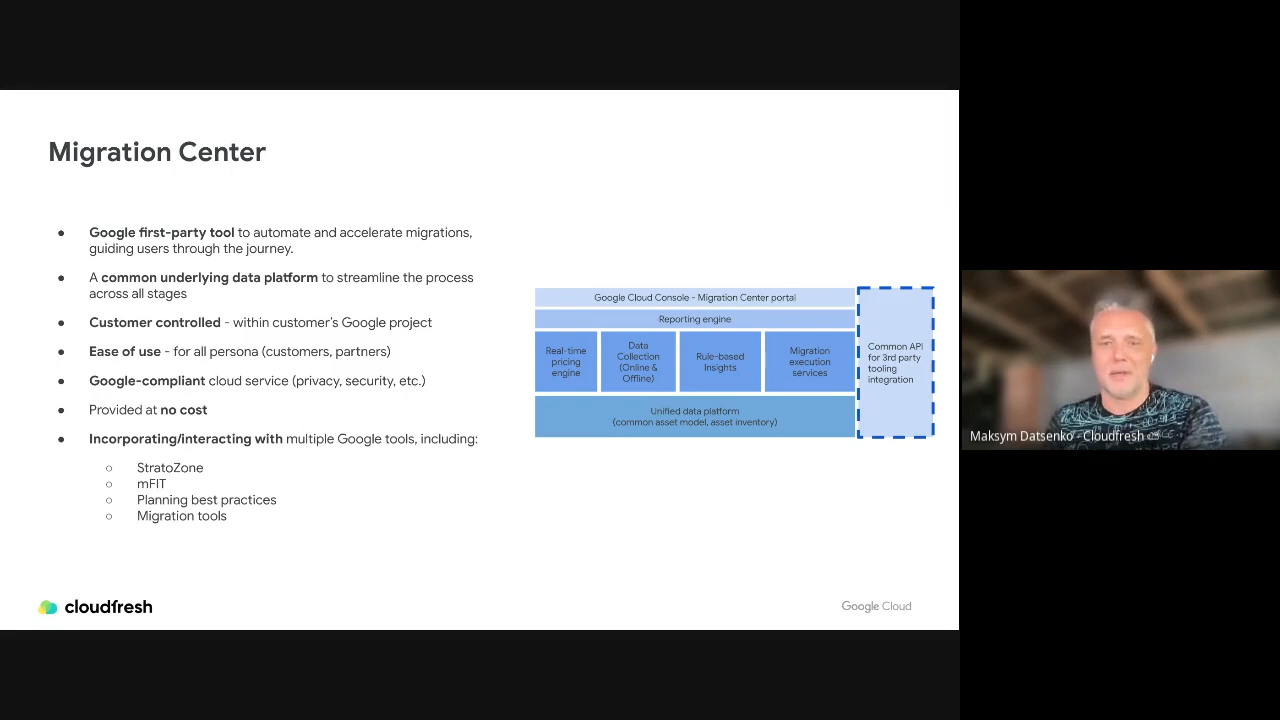 Migration Center
● Google first-party tool to automate and accelerate migrations,
guiding users through the journey.
● A common underlying data platform to streamline the process
across all stages
● Customer controlled - within customer's Google project
● Ease of use - for all persona (customers, partners)
● Google-compliant cloud service (privacy, security, etc.)
● Provided at no cost
● Incorporating/interacting with multiple Google tools, including:
○ StratoZone
○ mFIT
○ Planning best practices
○ Migration tools
Google Cloud Console - Migration Center portal
Reporting engine
Real-time
pricing
engine
Data
Collection
(Online &
Offline)
Rule-based
Insights
Migration
execution
services
Unified data platform
(common asset model, asset inventory)
Common API
for 3rd party
tooling
integration
cloudfresh
Google Cloud
Maksym Datsenko - Cloudfresh